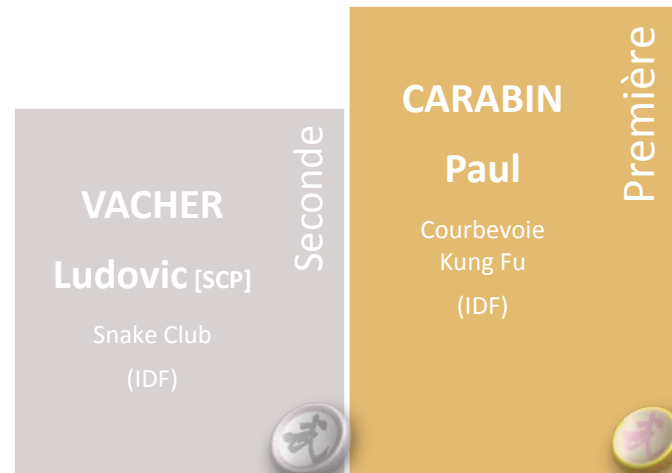 VACHER
Ludovic [SCP]
Snake Club
(IDF)
Seconde
CARABIN
Paul
Courbevoie
Kung Fu
(IDF)
Première